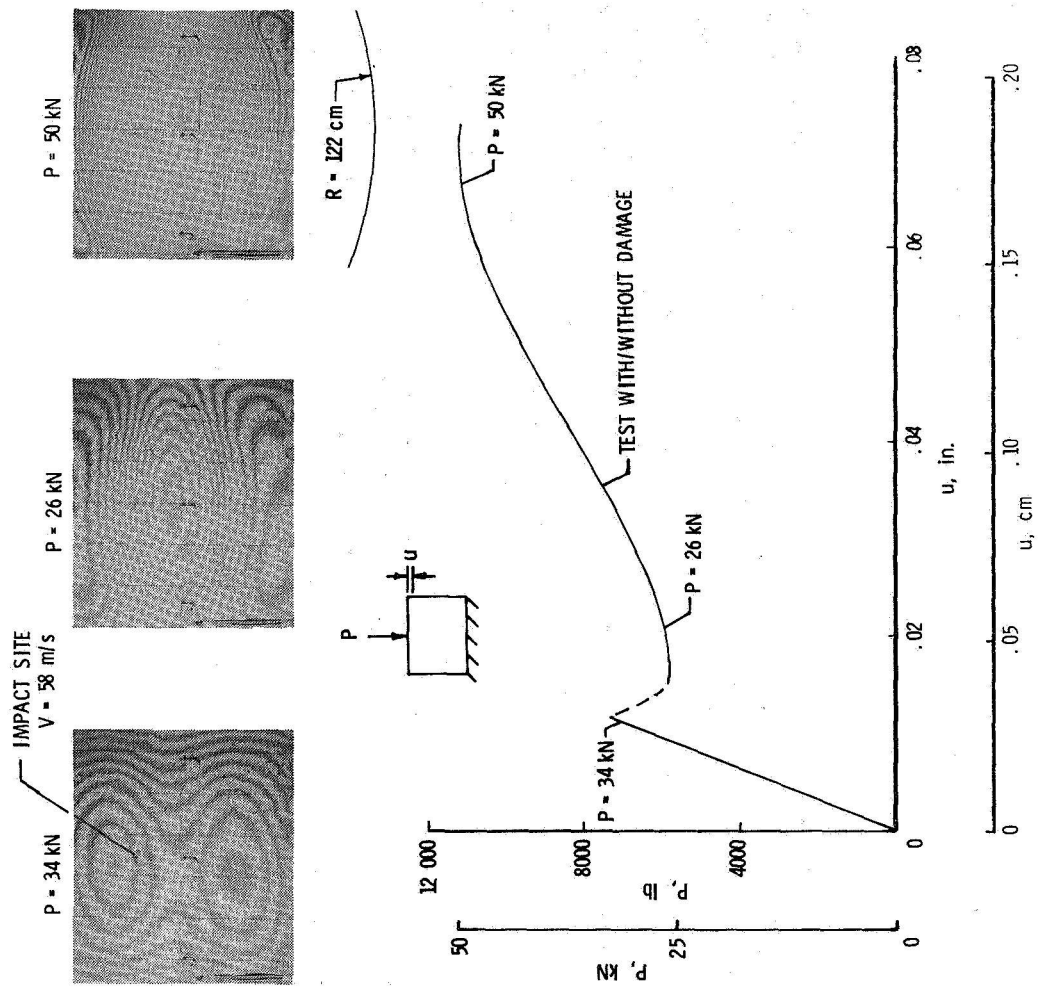 IMPACT SITE
V = 58 m/s
P = 34 kN
P = 26 kN
P = 50 kN
R = 122 cm
P
u
P = 34 kN
P = 26 kN
TEST WITH/WITHOUT DAMAGE
P = 50 kN
50
25
0
P, kN
12 000
8000
4000
P, lb
0
.02
.04
.06
.08
u, in.
0
.05
.10
.15
.20
u, cm